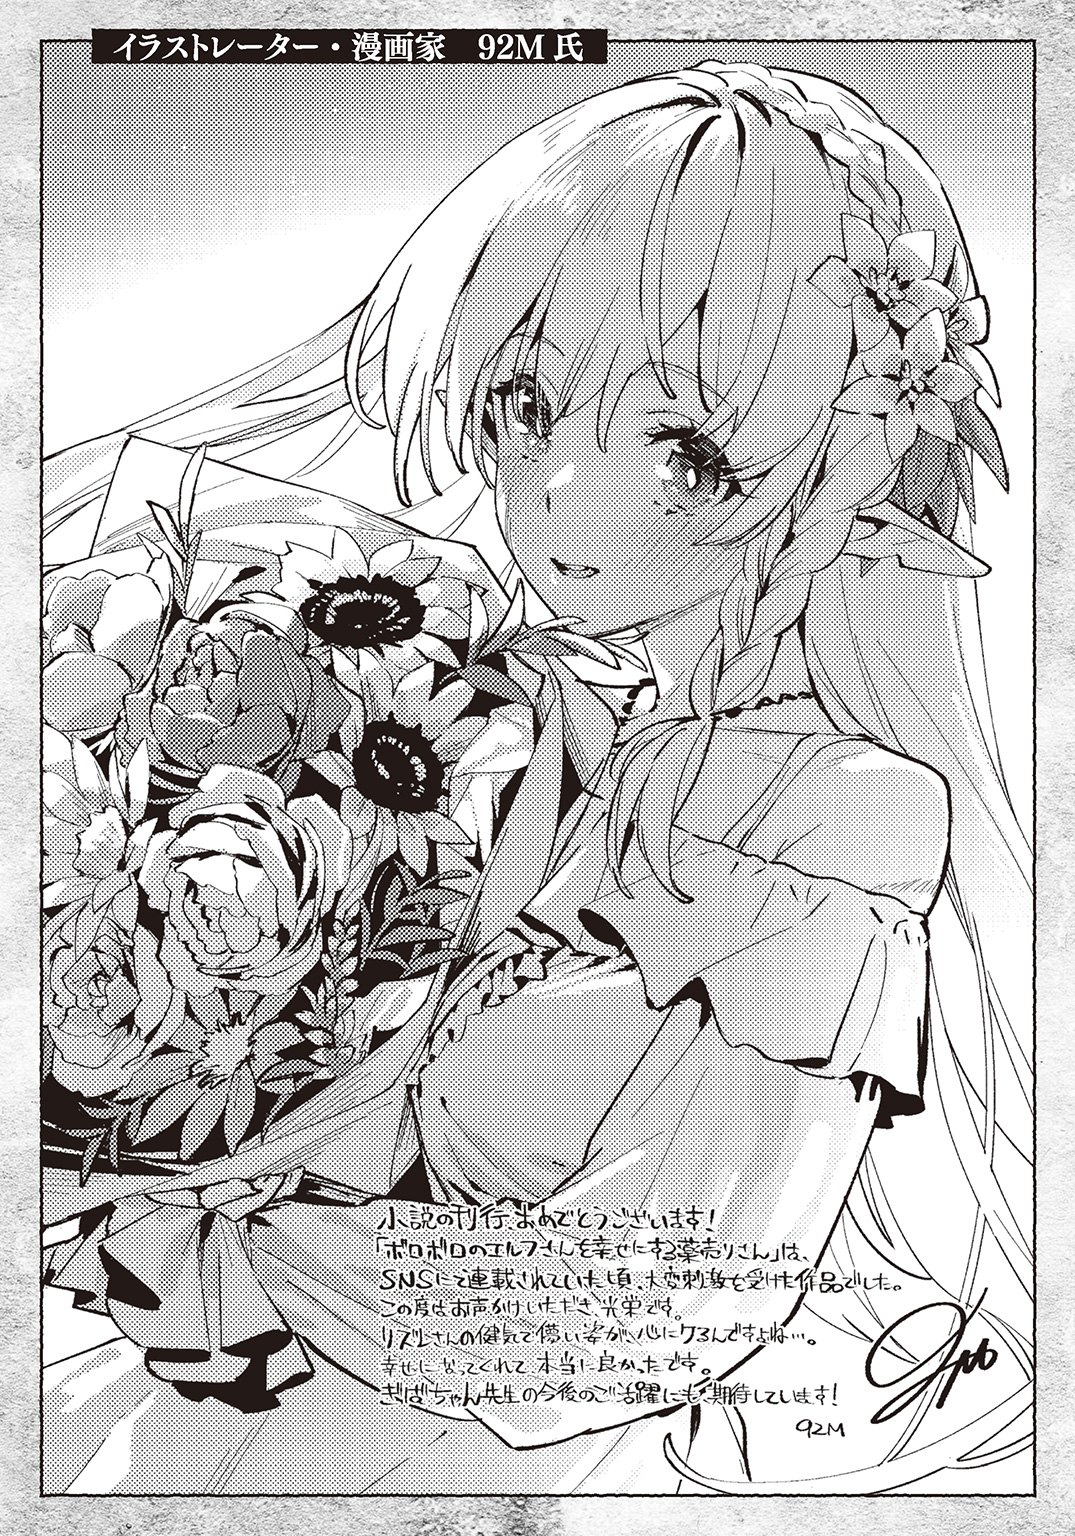 イラストレーター・漫画家　92M 氏
小説の刊行、おめでとうございます！
「ボロボロのエルフさんを幸せにする薬売りさん」は、
SNSにて連載されていた頃、大変刺激を受けた作品でした。
この度はお声がけいただき、光栄です。
リズレさんの健気で儚い姿が、心にクるんですよね…。
幸せになってくれて本当に良かったです。
ぎばちゃん先生の今後のご活躍にも、期待しています！
92M